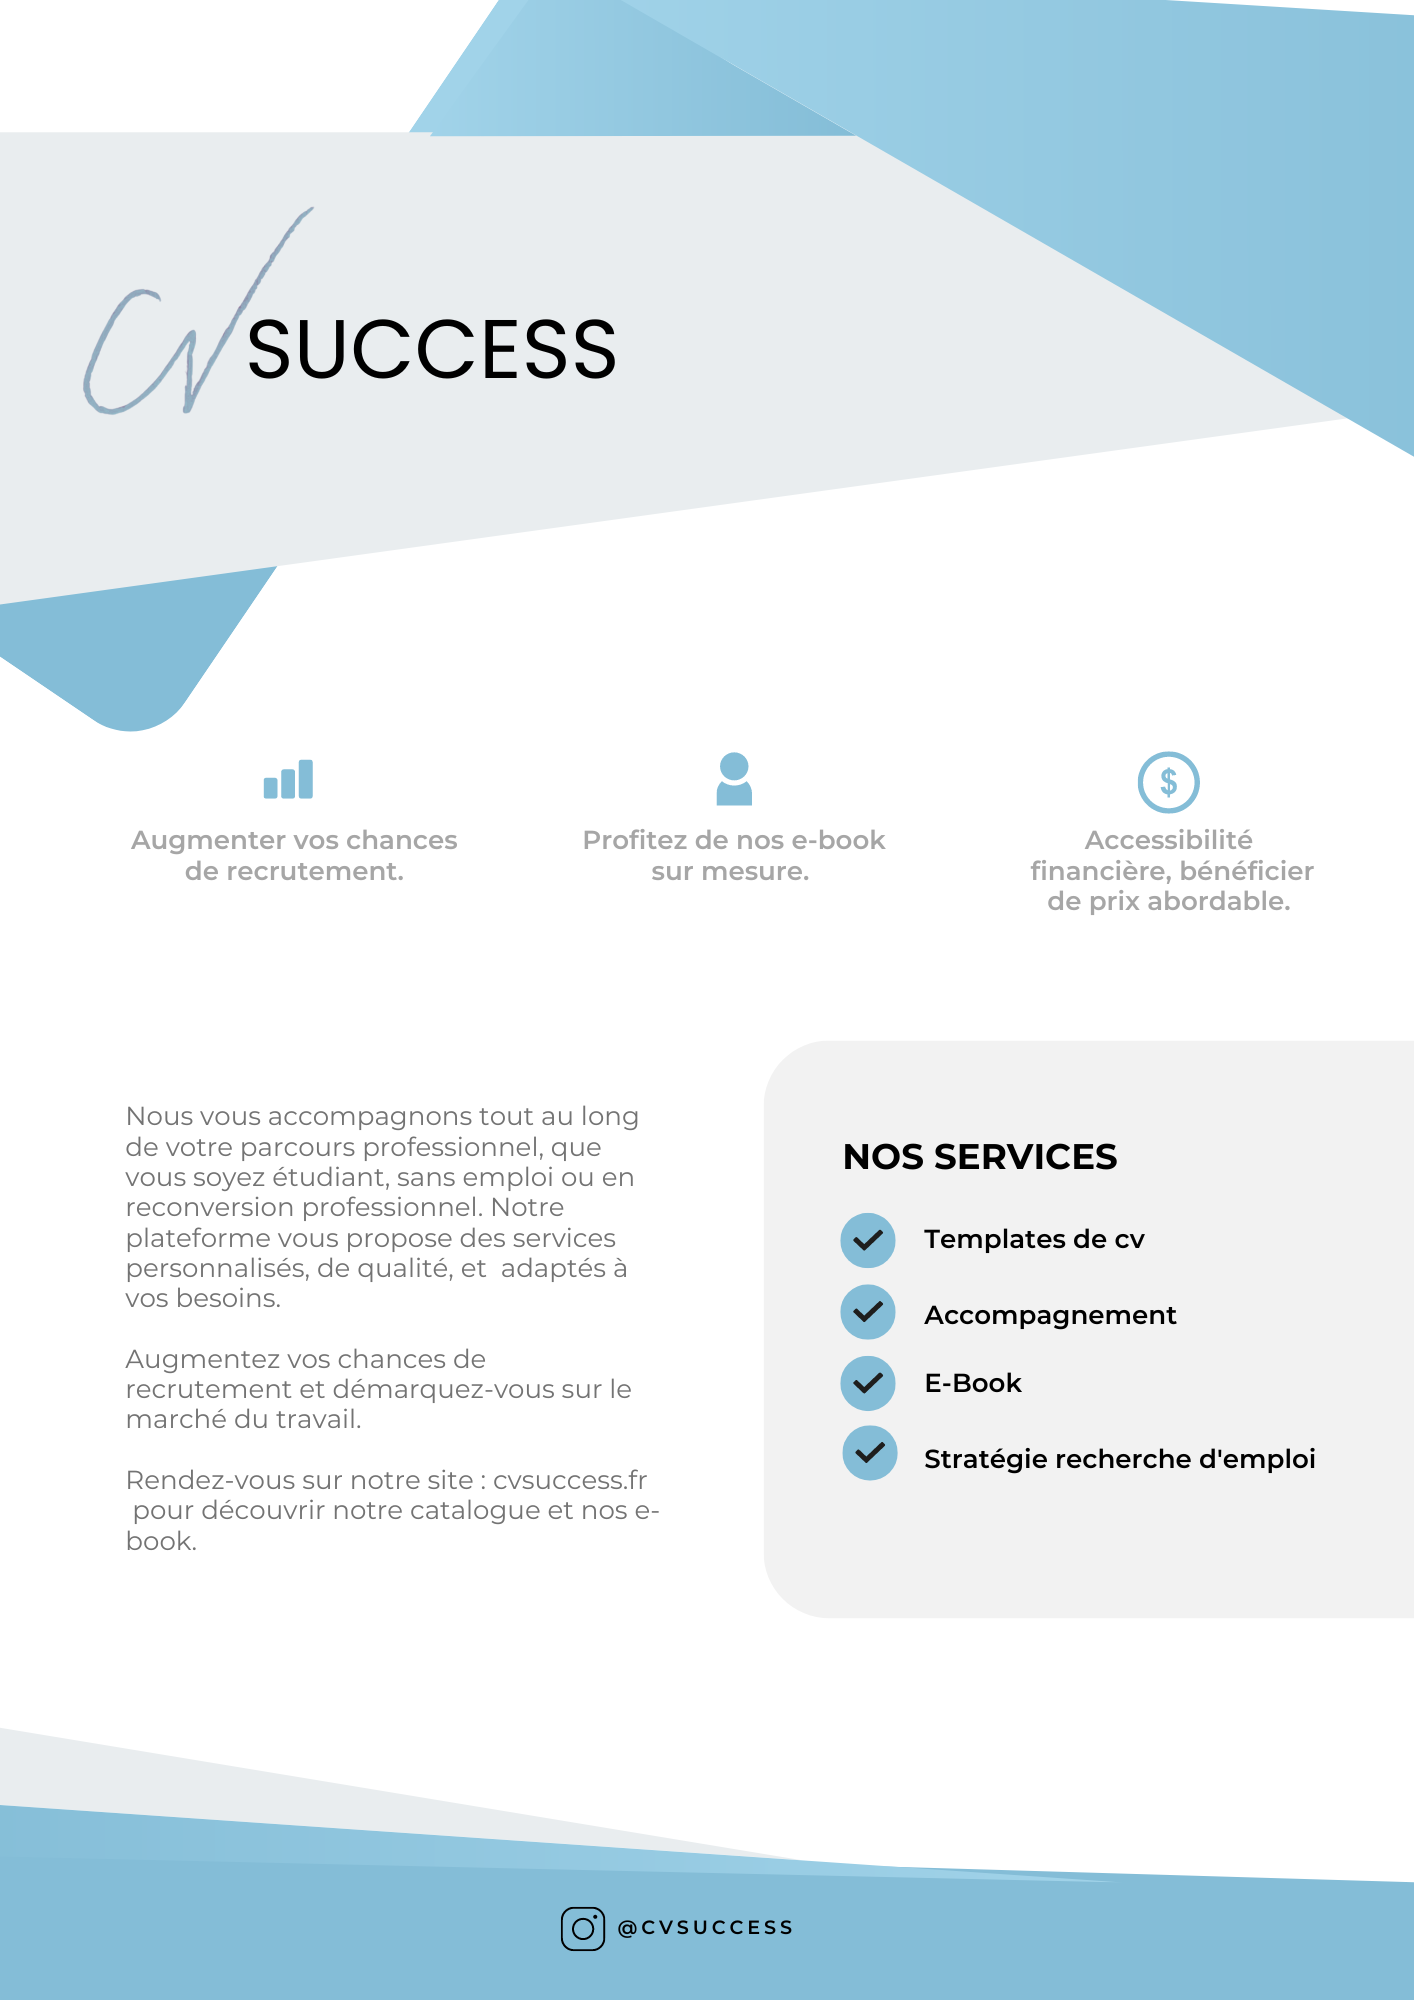 CV SUCCESS
Augmenter vos chances
de recrutement.
Profitez de nos e-book
sur mesure.
$
Accessibilité
financière, bénéficier
de prix abordable.
Nous vous accompagnons tout au long
de votre parcours professionnel, que
vous soyez étudiant, sans emploi ou en
reconversion professionnel. Notre
plateforme vous propose des services
personnalisés, de qualité, et  adaptés à
vos besoins.
Augmentez vos chances de
recrutement et démarquez-vous sur le
marché du travail.
Rendez-vous sur notre site : cvsuccess.fr
pour découvrir notre catalogue et nos e-
book.
NOS SERVICES
Templates de cv
Accompagnement
E-Book
Stratégie recherche d'emploi
@CVSUCCESS